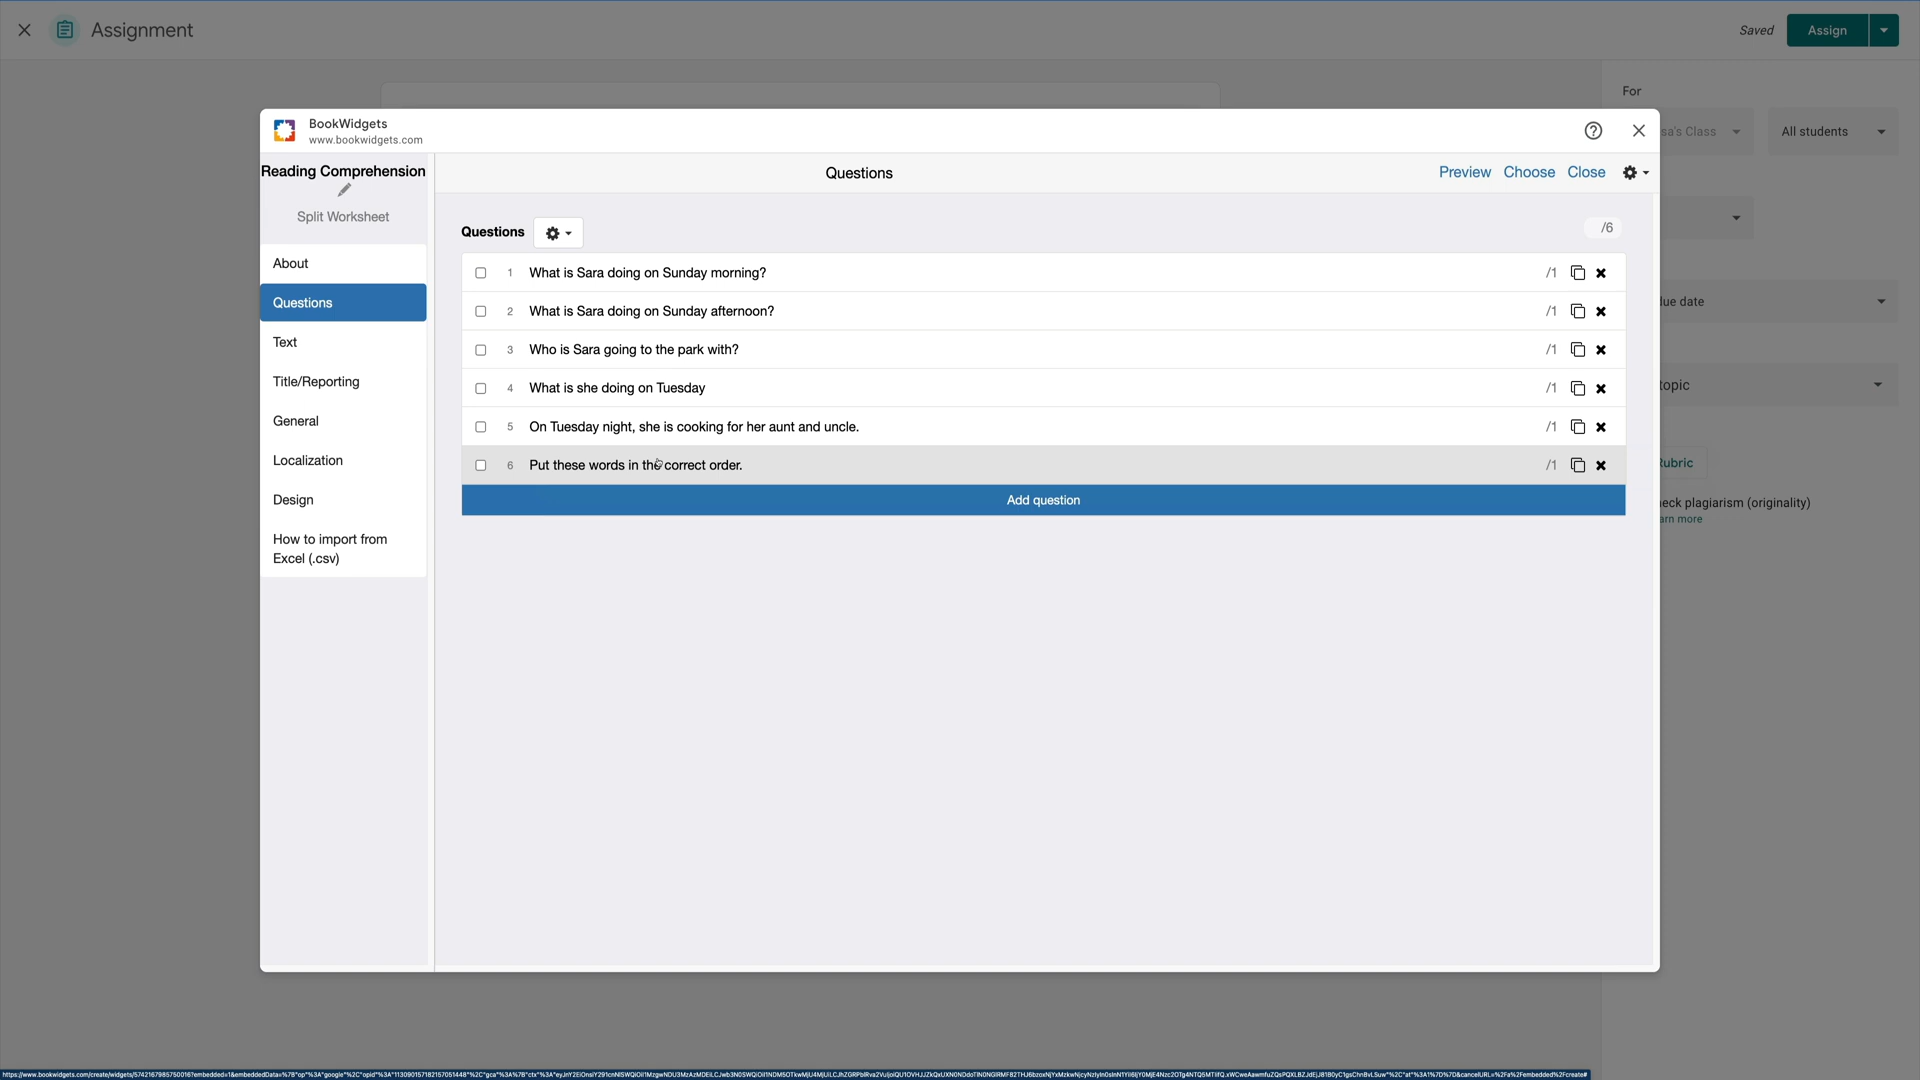 Assignment
Saved
Assign
For
sa's Class
All students
BookWidgets
www.bookwidgets.com
Reading Comprehension
Split Worksheet
Questions
Preview
Choose
Close
About
Questions
Text
Title/Reporting
General
Localization
Design
How to import from
Excel (.csv)
Questions
/6
1 What is Sara doing on Sunday morning? /1
2 What is Sara doing on Sunday afternoon? /1
3 Who is Sara going to the park with? /1
4 What is she doing on Tuesday /1
5 On Tuesday night, she is cooking for her aunt and uncle. /1
6 Put these words in the correct order. /1
Add question
due date
topic
Rubric
eck plagiarism (originality)
arn more